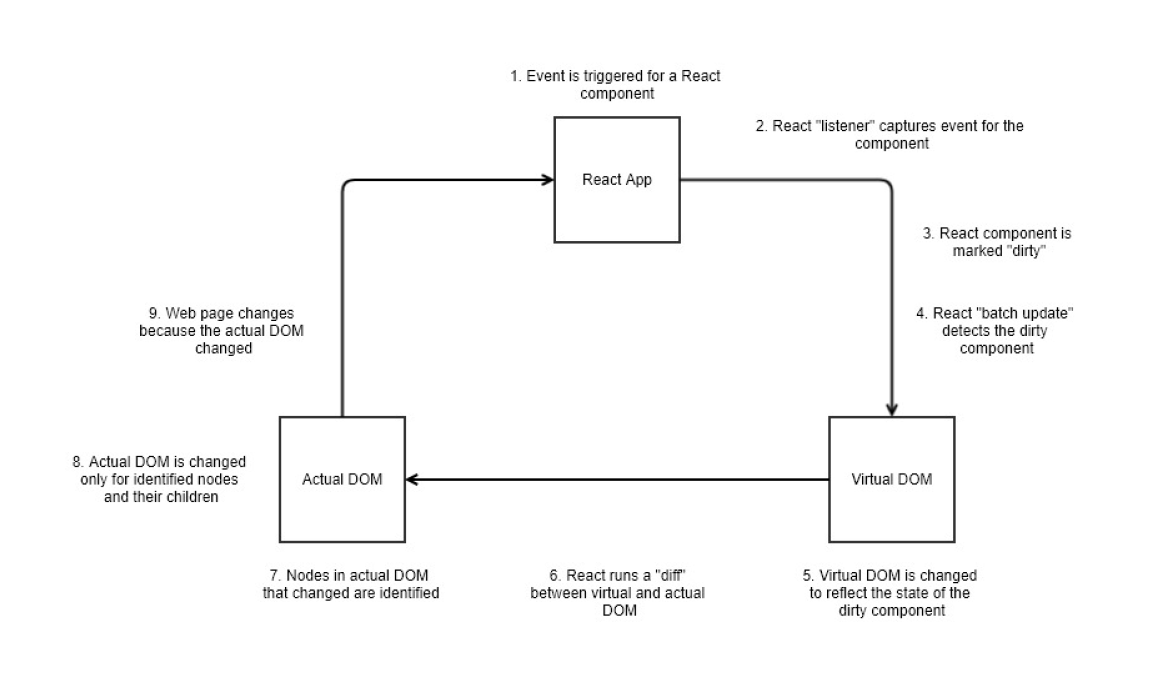 1. Event is triggered for a React
component
React App
2. React "listener" captures event for the
component
3. React component is
marked "dirty"
4. React "batch update"
detects the dirty
component
Virtual DOM
5. Virtual DOM is changed
to reflect the state of the
dirty component
6. React runs a "diff"
between virtual and actual
DOM
Actual DOM
7. Nodes in actual DOM
that changed are identified
8. Actual DOM is changed
only for identified nodes
and their children
9. Web page changes
because the actual DOM
changed